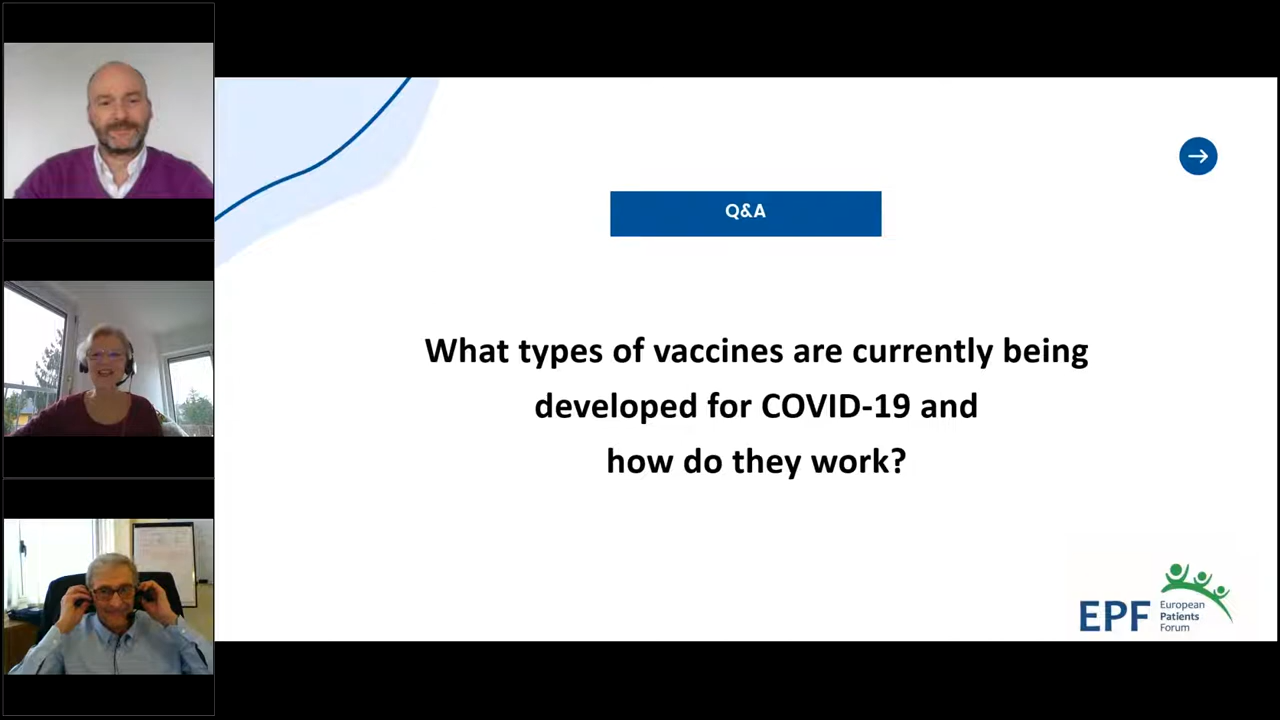 Q&A
What types of vaccines are currently being
developed for COVID-19 and
how do they work?
EPF
European
Patients
Forum